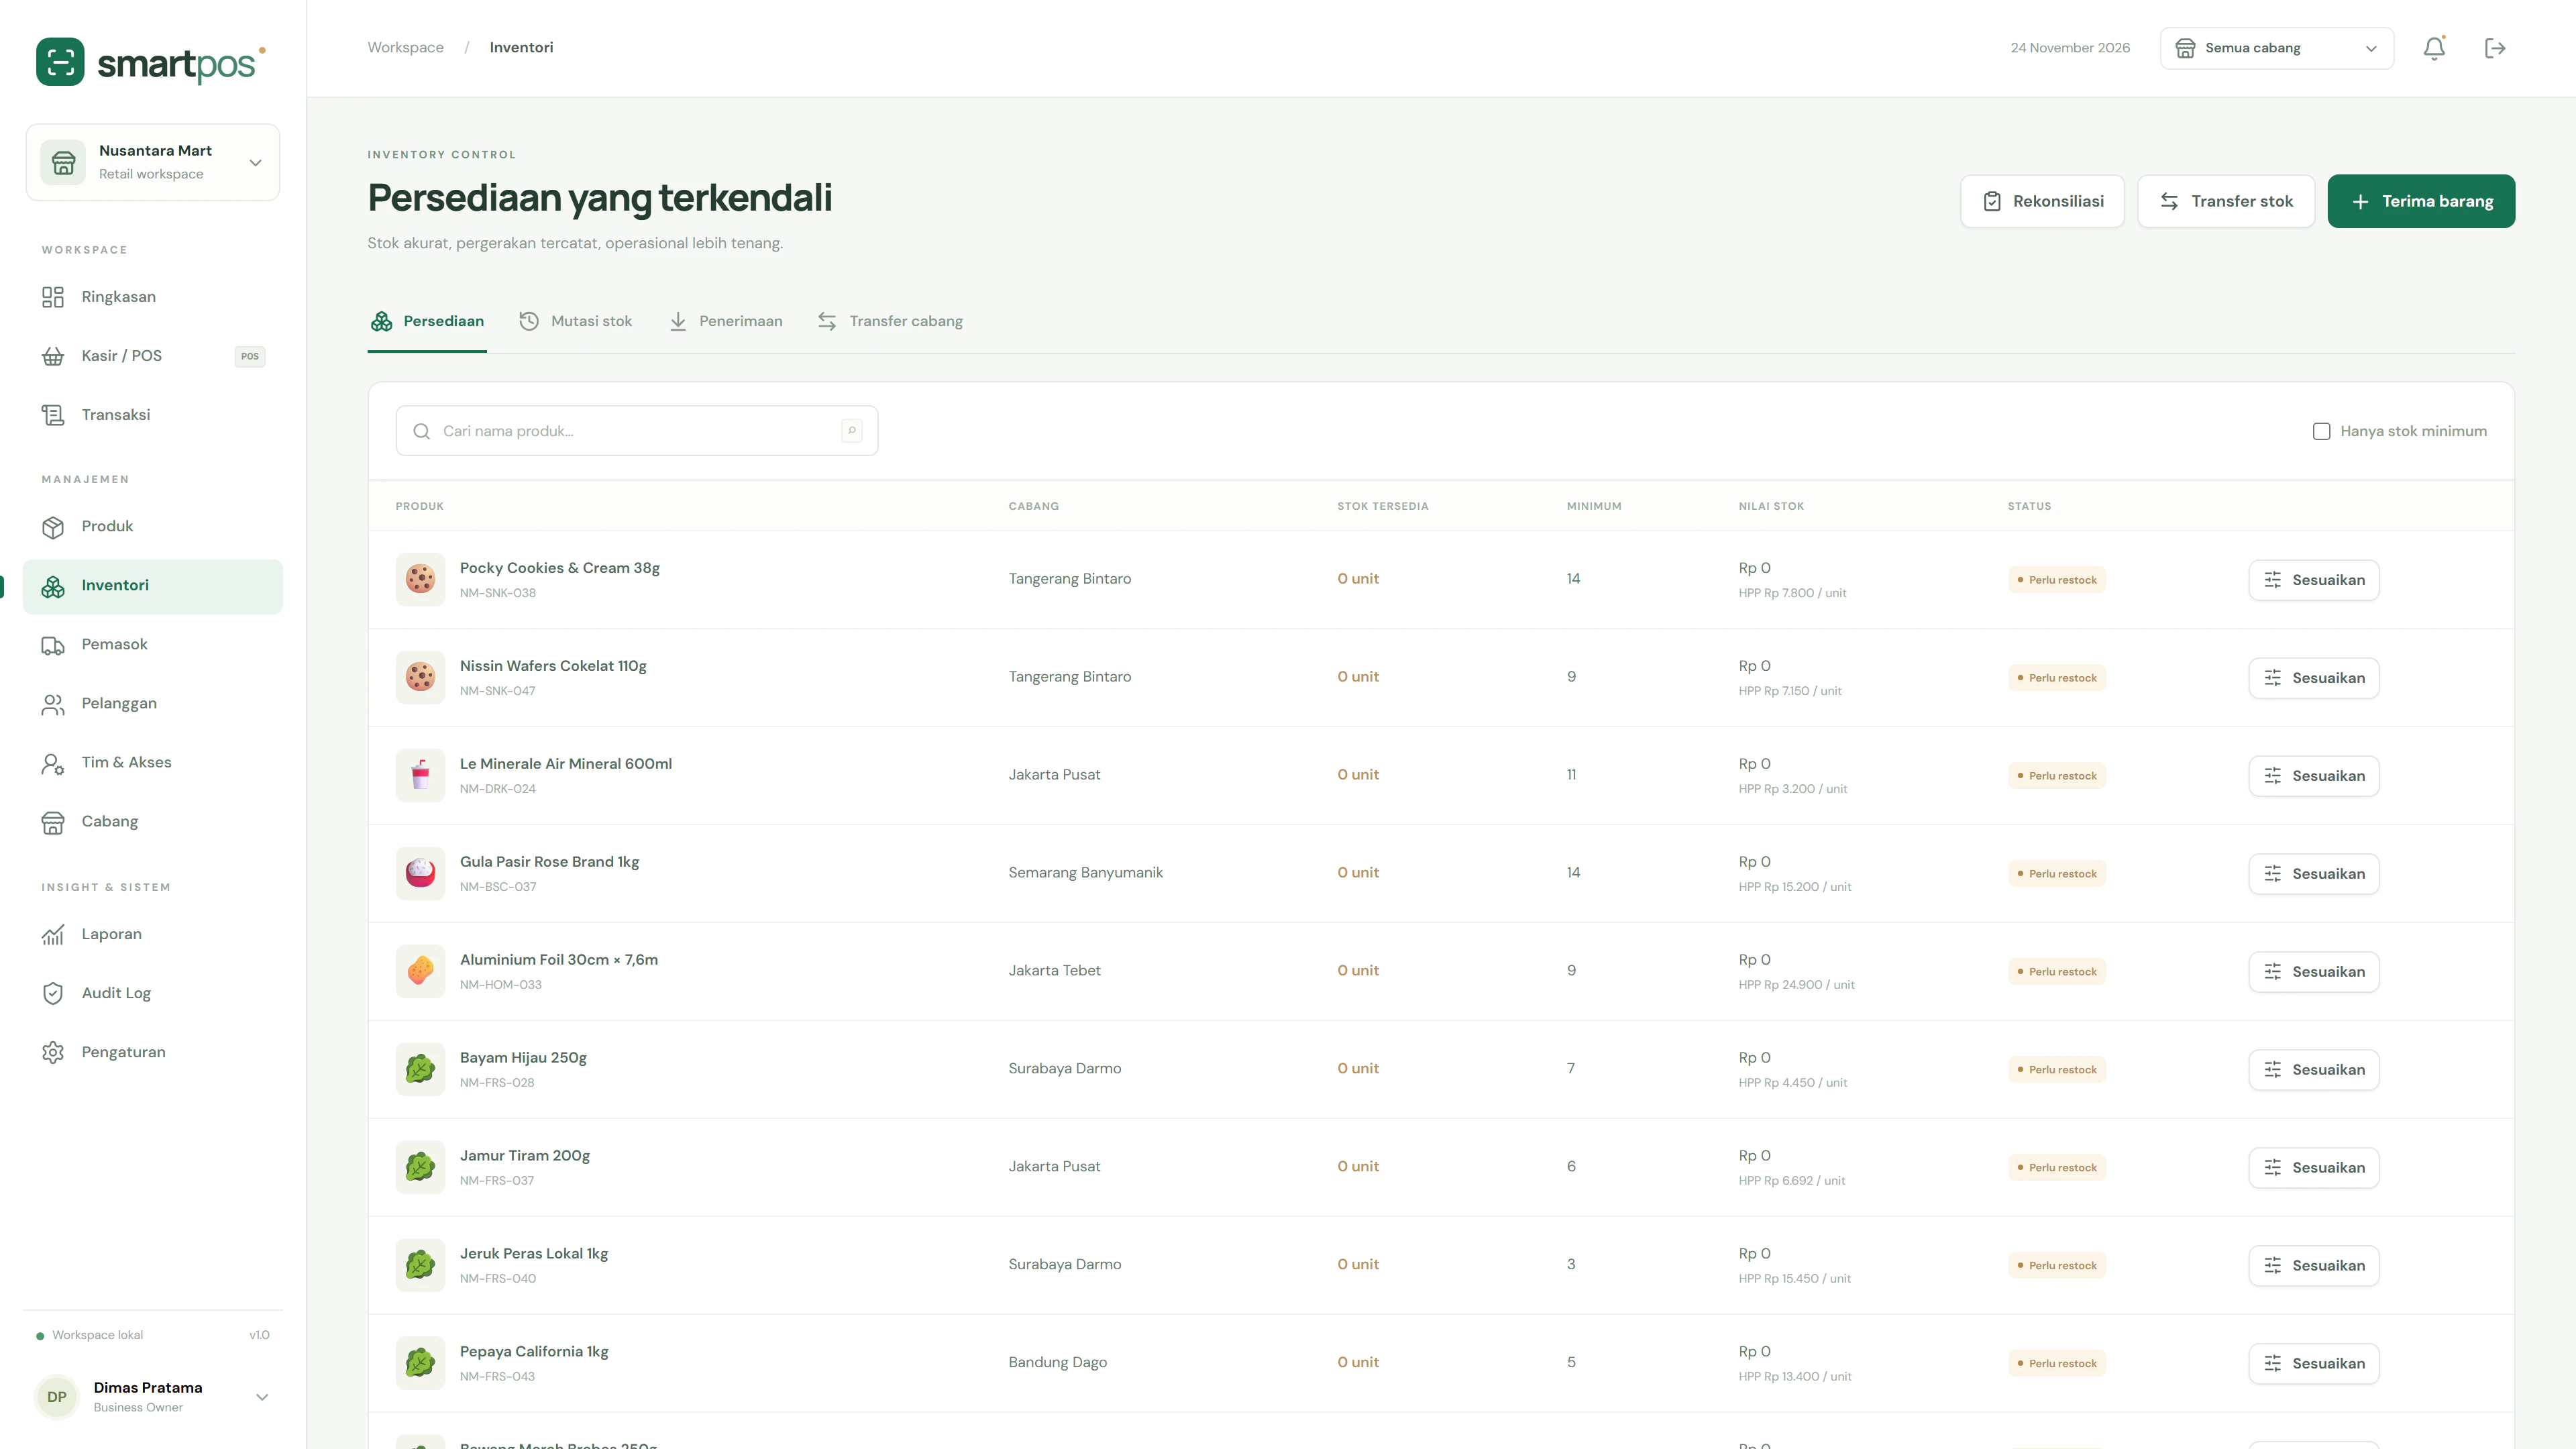 smartpos
Nusantara Mart
Retail workspace
WORKSPACE
Ringkasan
Kasir / POS
POS
Transaksi
MANAJEMEN
Produk
Inventori
Pemasok
Pelanggan
Tim & Akses
Cabang
INSIGHT & SISTEM
Laporan
Audit Log
Pengaturan
Workspace lokal v1.0
DP
Dimas Pratama
Business Owner
Workspace / Inventori
24 November 2026
Semua cabang
INVENTORY CONTROL
Persediaan yang terkendali
Stok akurat, pergerakan tercatat, operasional lebih tenang.
Rekonsiliasi
Transfer stok
Terima barang
Persediaan
Mutasi stok
Penerimaan
Transfer cabang
Cari nama produk...
Hanya stok minimum
PRODUK CABANG STOK TERSEDIA MINIMUM NILAI STOK STATUS
Pocky Cookies & Cream 38g
NM-SNK-038
Tangerang Bintaro
0 unit
14
Rp 0
HPP Rp 7.800 / unit
Perlu restock
Sesuaikan
Nissin Wafers Cokelat 110g
NM-SNK-047
Tangerang Bintaro
0 unit
9
Rp 0
HPP Rp 7.150 / unit
Perlu restock
Sesuaikan
Le Minerale Air Mineral 600ml
NM-DRK-024
Jakarta Pusat
0 unit
11
Rp 0
HPP Rp 3.200 / unit
Perlu restock
Sesuaikan
Gula Pasir Rose Brand 1kg
NM-BSC-037
Semarang Banyumanik
0 unit
14
Rp 0
HPP Rp 15.200 / unit
Perlu restock
Sesuaikan
Aluminium Foil 30cm × 7,6m
NM-HOM-033
Jakarta Tebet
0 unit
9
Rp 0
HPP Rp 24.900 / unit
Perlu restock
Sesuaikan
Bayam Hijau 250g
NM-FRS-028
Surabaya Darmo
0 unit
7
Rp 0
HPP Rp 4.450 / unit
Perlu restock
Sesuaikan
Jamur Tiram 200g
NM-FRS-037
Jakarta Pusat
0 unit
6
Rp 0
HPP Rp 6.692 / unit
Perlu restock
Sesuaikan
Jeruk Peras Lokal 1kg
NM-FRS-040
Surabaya Darmo
0 unit
3
Rp 0
HPP Rp 15.450 / unit
Perlu restock
Sesuaikan
Pepaya California 1kg
NM-FRS-043
Bandung Dago
0 unit
5
Rp 0
HPP Rp 13.400 / unit
Perlu restock
Sesuaikan